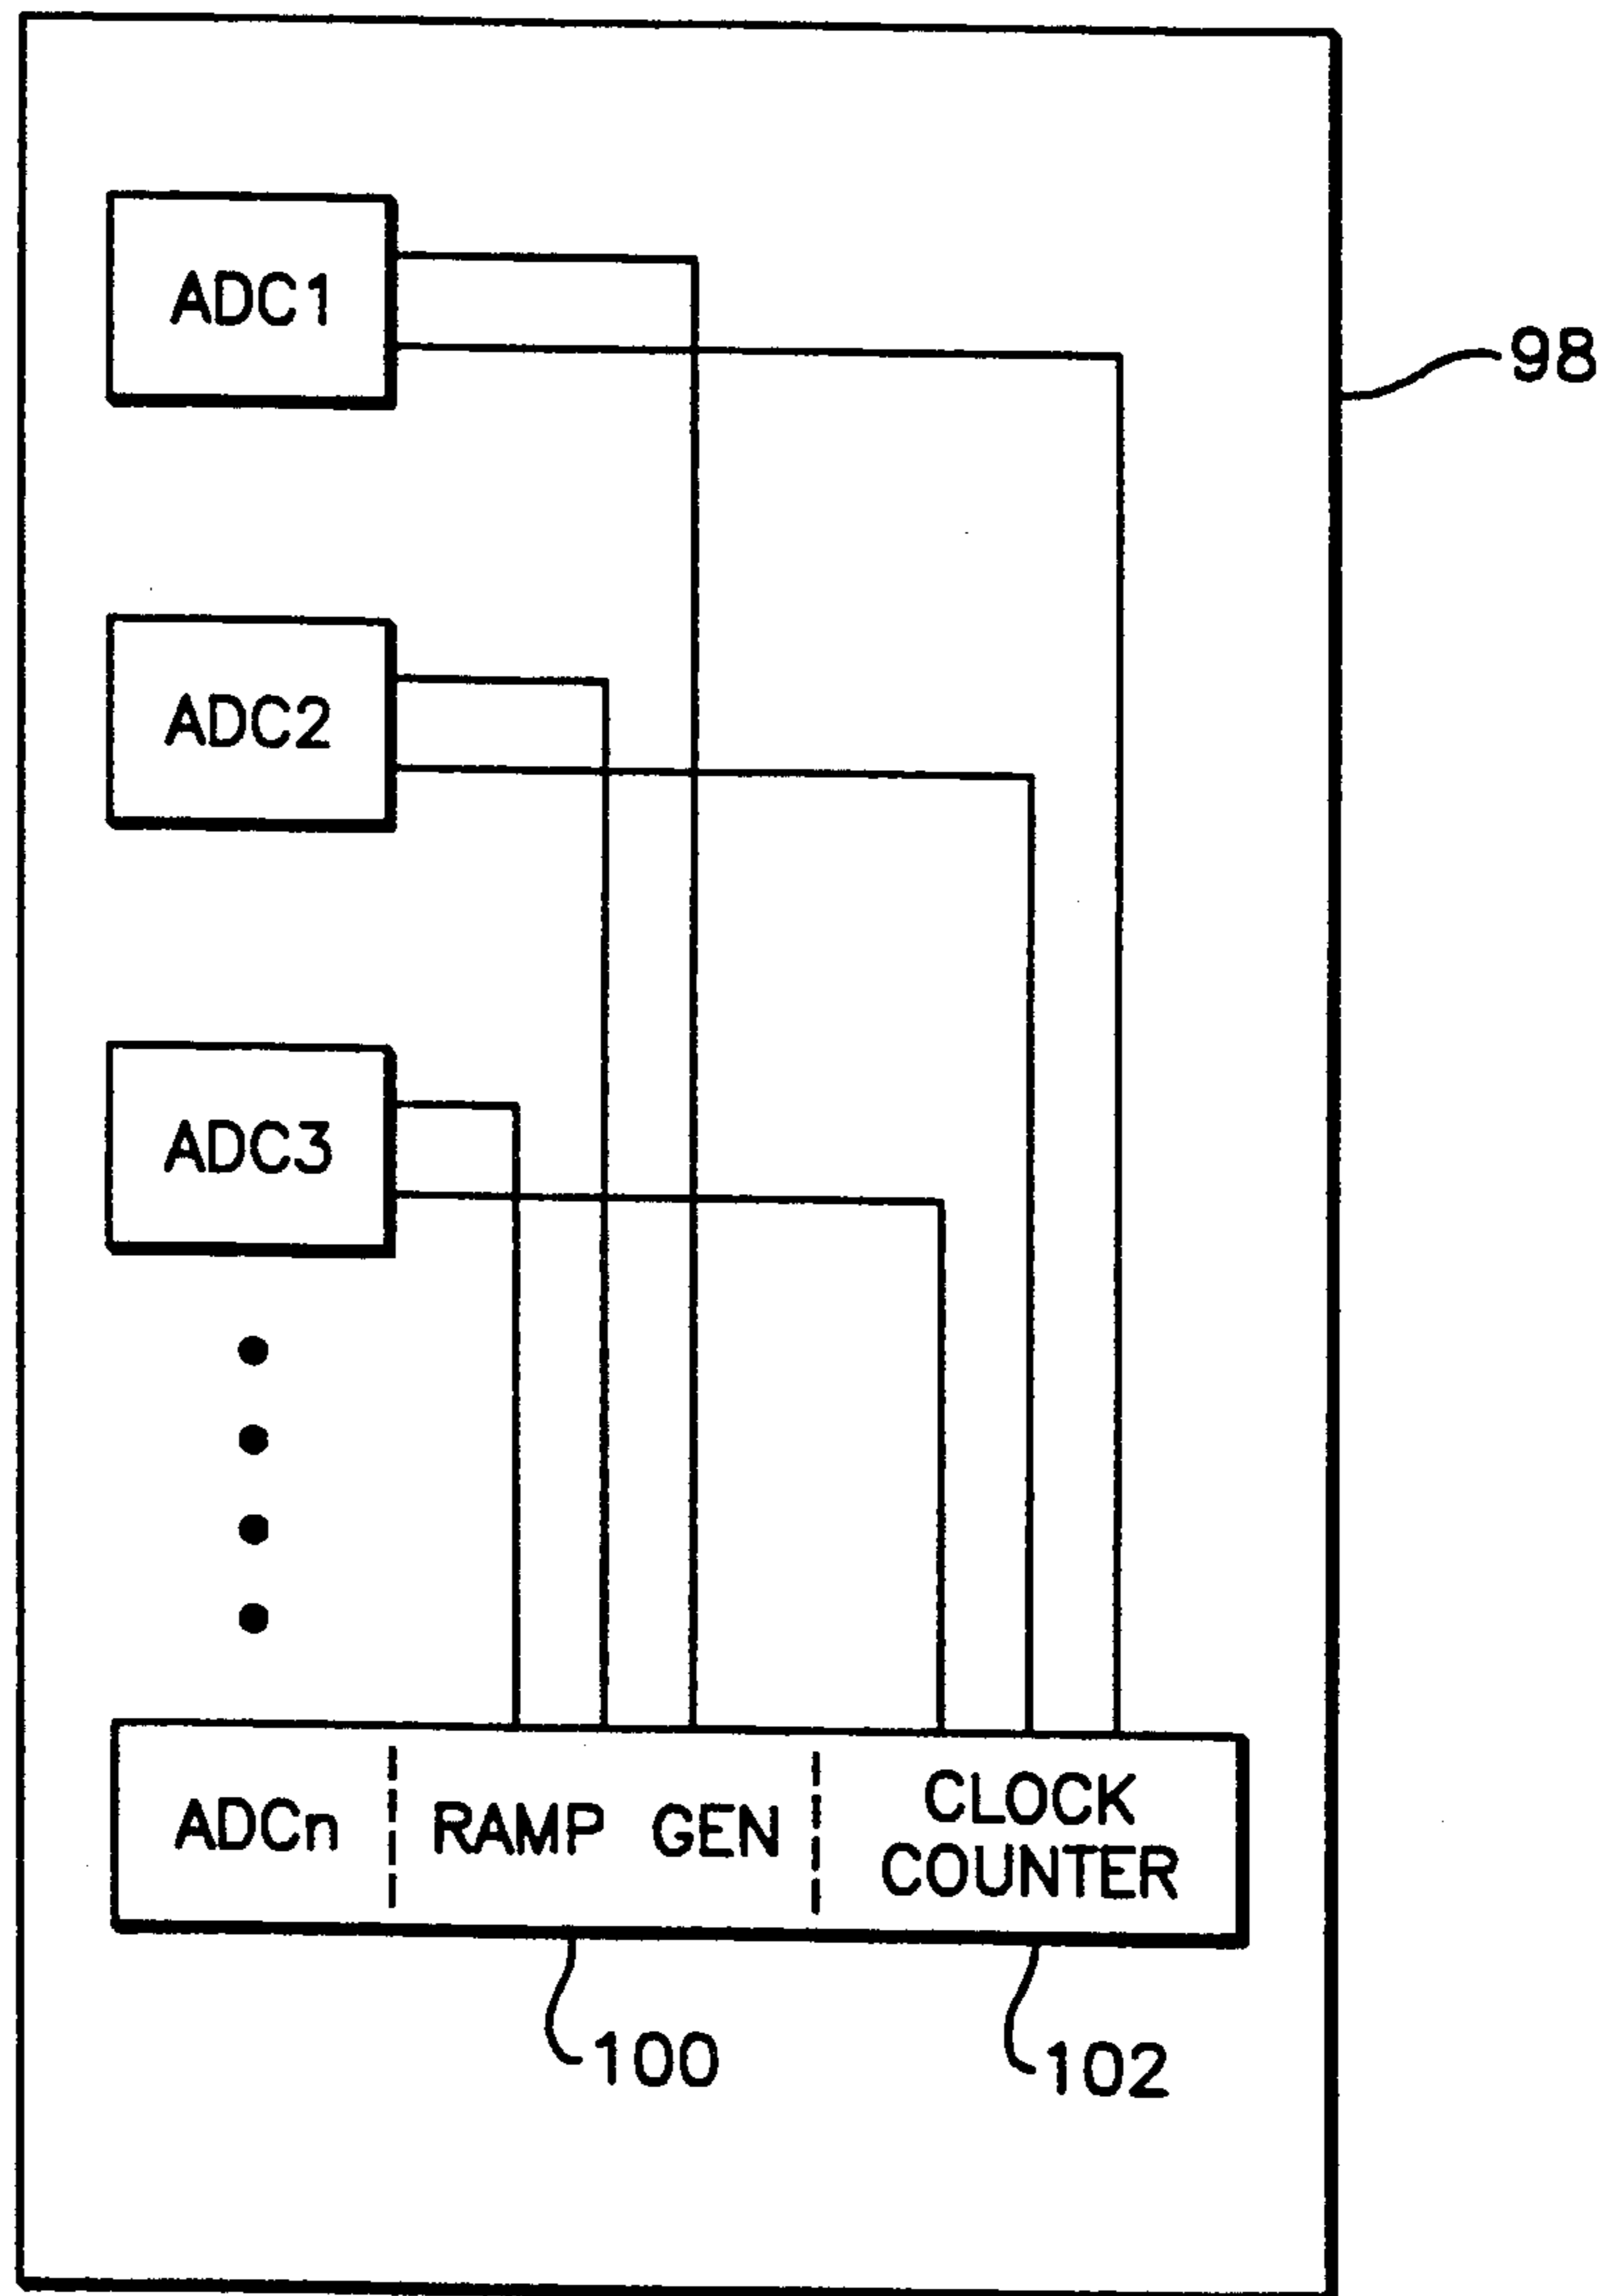 ADC1
98
ADC2
ADC3
ADCn
RAMP GEN
CLOCK
COUNTER
100
102